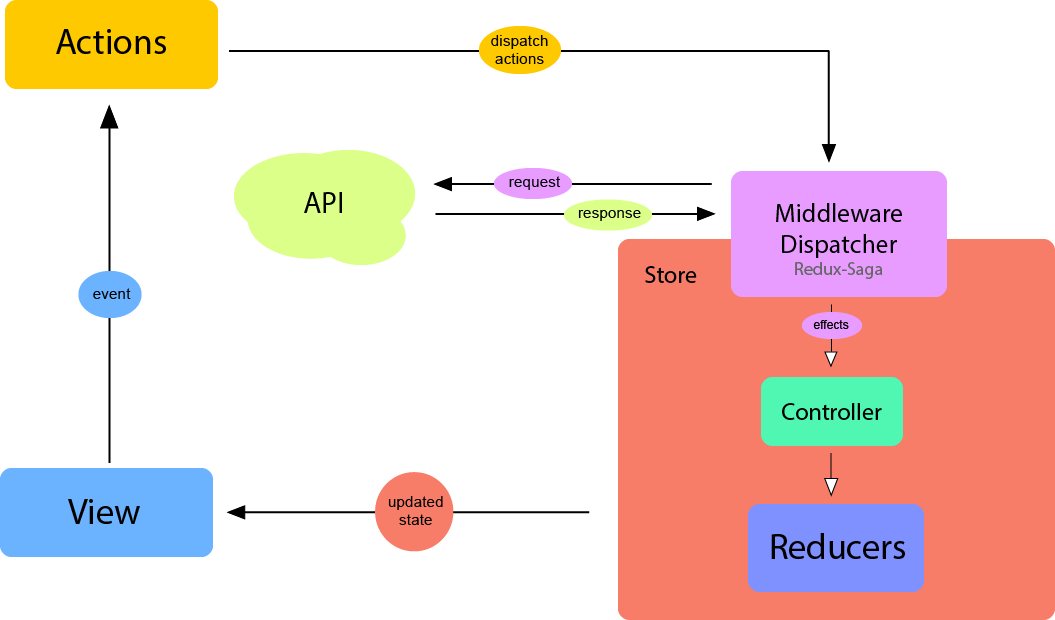 Actions
dispatch
actions
API
request
response
Middleware
Dispatcher
Redux-Saga
Store
event
effects
Controller
View
updated
state
Reducers